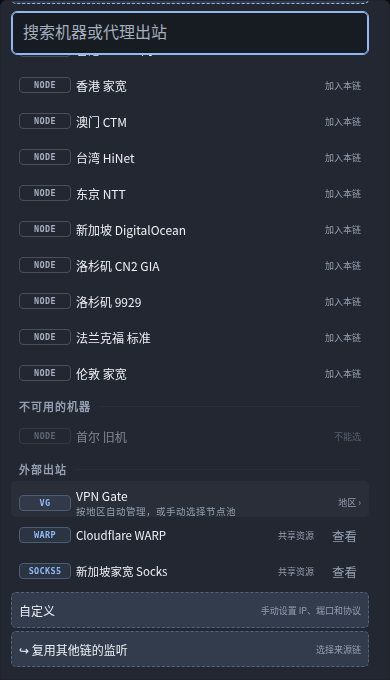 搜索机器或代理出站
NODE 香港 家宽 加入本链
NODE 澳门 CTM 加入本链
NODE 台湾 HiNet 加入本链
NODE 东京 NTT 加入本链
NODE 新加坡 DigitalOcean 加入本链
NODE 洛杉矶 CN2 GIA 加入本链
NODE 洛杉矶 9929 加入本链
NODE 法兰克福 标准 加入本链
NODE 伦敦 家宽 加入本链
不可用的机器
NODE 首尔 旧机 不能选
外部出站
VG VPN Gate 地区 ›
按地区自动管理，或手动选择节点池
WARP Cloudflare WARP 共享资源 查看
SOCKS5 新加坡家宽 Socks 共享资源 查看
自定义 手动设置 IP、端口和协议
↪ 复用其他链的监听 选择来源链